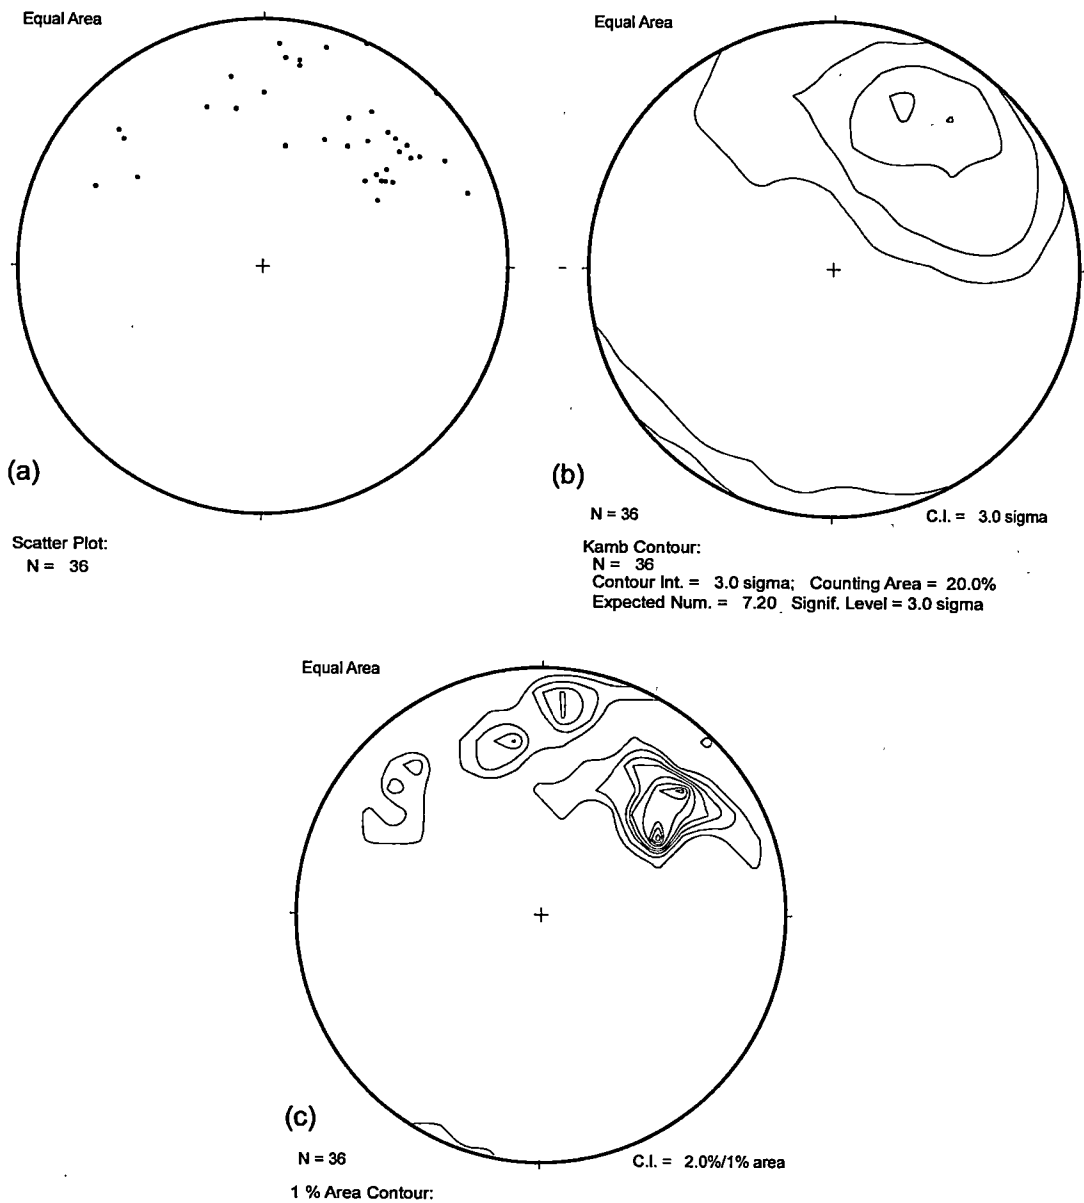 Equal Area
(a)
Scatter Plot:
N = 36
Equal Area
(b)
N = 36
C.I. = 3.0 sigma
Kamb Contour:
N = 36
Contour Int. = 3.0 sigma; Counting Area = 20.0%
Expected Num. = 7.20 Signif. Level = 3.0 sigma
Equal Area
(c)
N = 36
C.I. = 2.0%/1% area
1 % Area Contour: